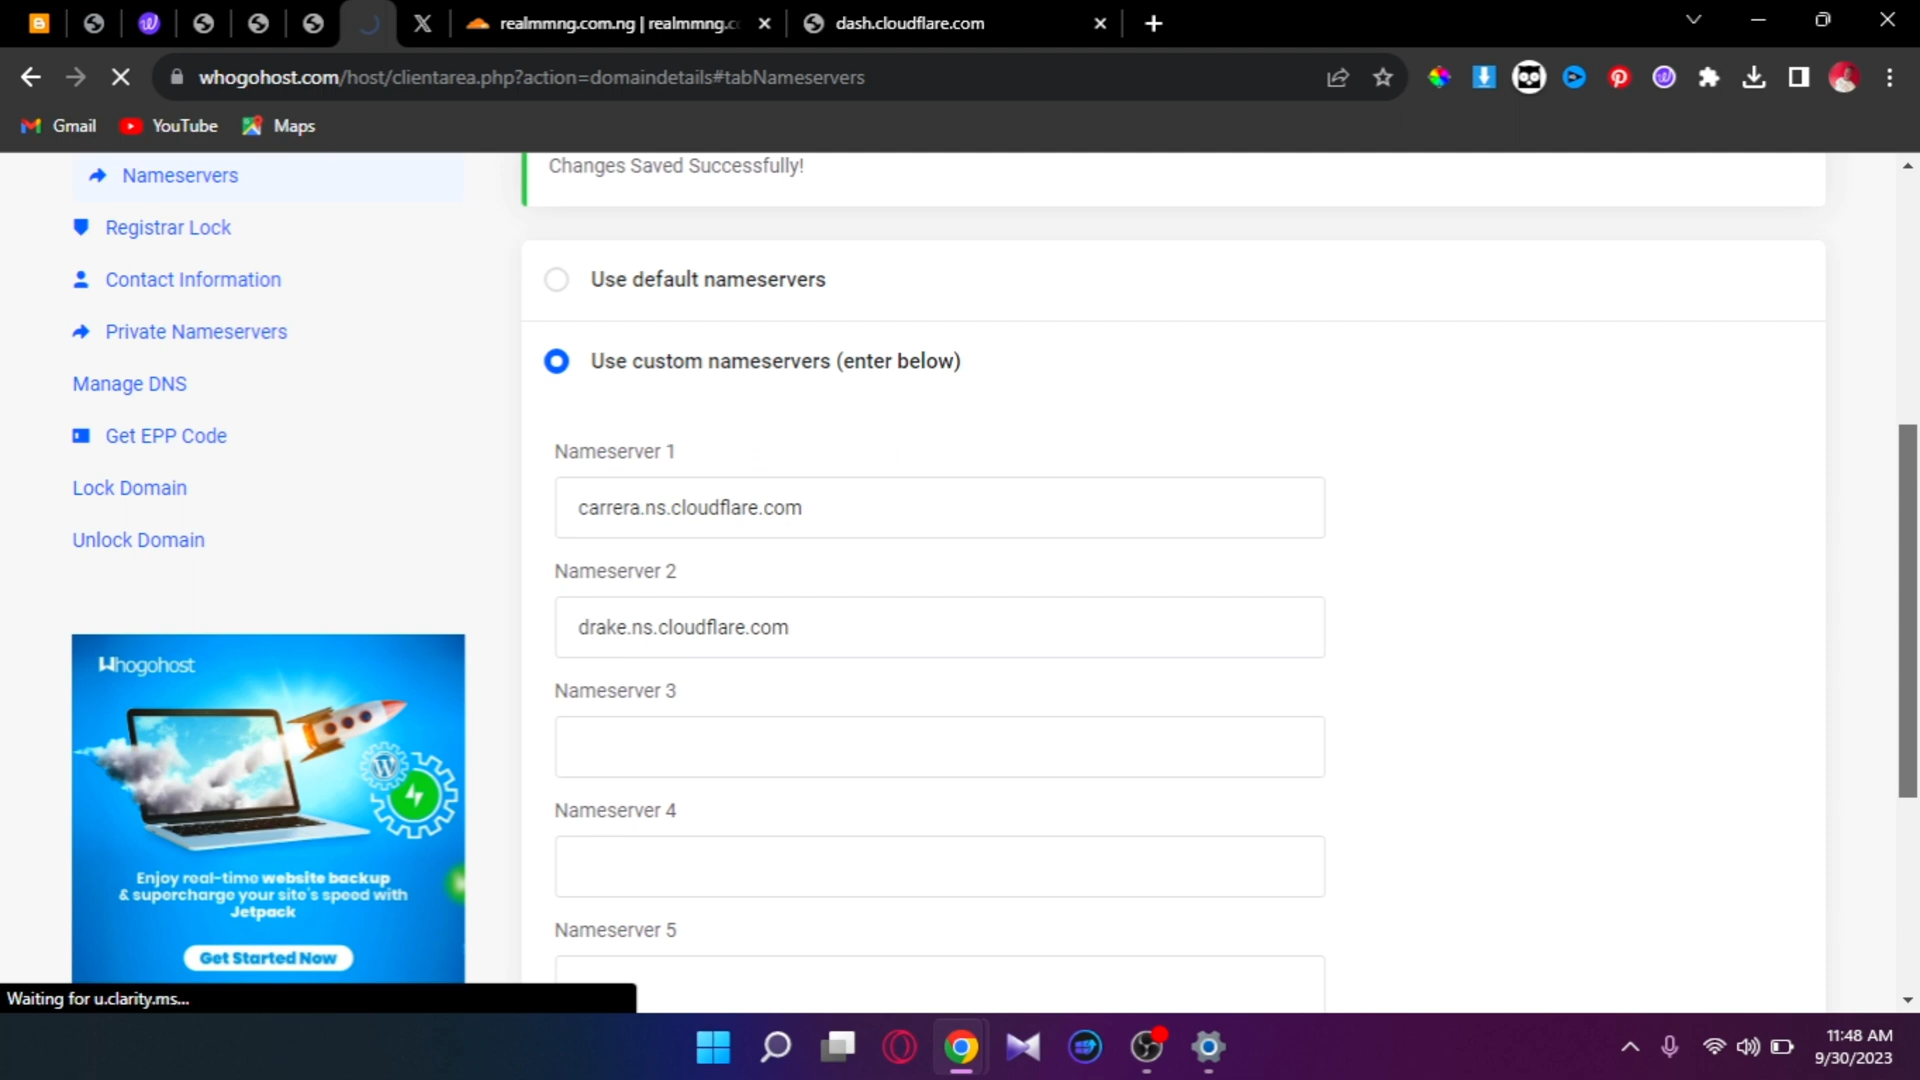 realmmng.com.ng | realmmng.c
dash.cloudflare.com
whogohost.com/host/clientarea.php?action=domaindetails#tabNameservers
Gmail
YouTube
Maps
Nameservers
Registrar Lock
Contact Information
Private Nameservers
Manage DNS
Get EPP Code
Lock Domain
Unlock Domain
Changes Saved Successfully!
Use default nameservers
Use custom nameservers (enter below)
Nameserver 1
carrera.ns.cloudflare.com
Nameserver 2
drake.ns.cloudflare.com
Nameserver 3
Nameserver 4
Nameserver 5
Whogohost
Enjoy real-time website backup
& supercharge your site's speed with
Jetpack
Get Started Now
Waiting for u.clarity.ms...
11:48 AM
9/30/2023